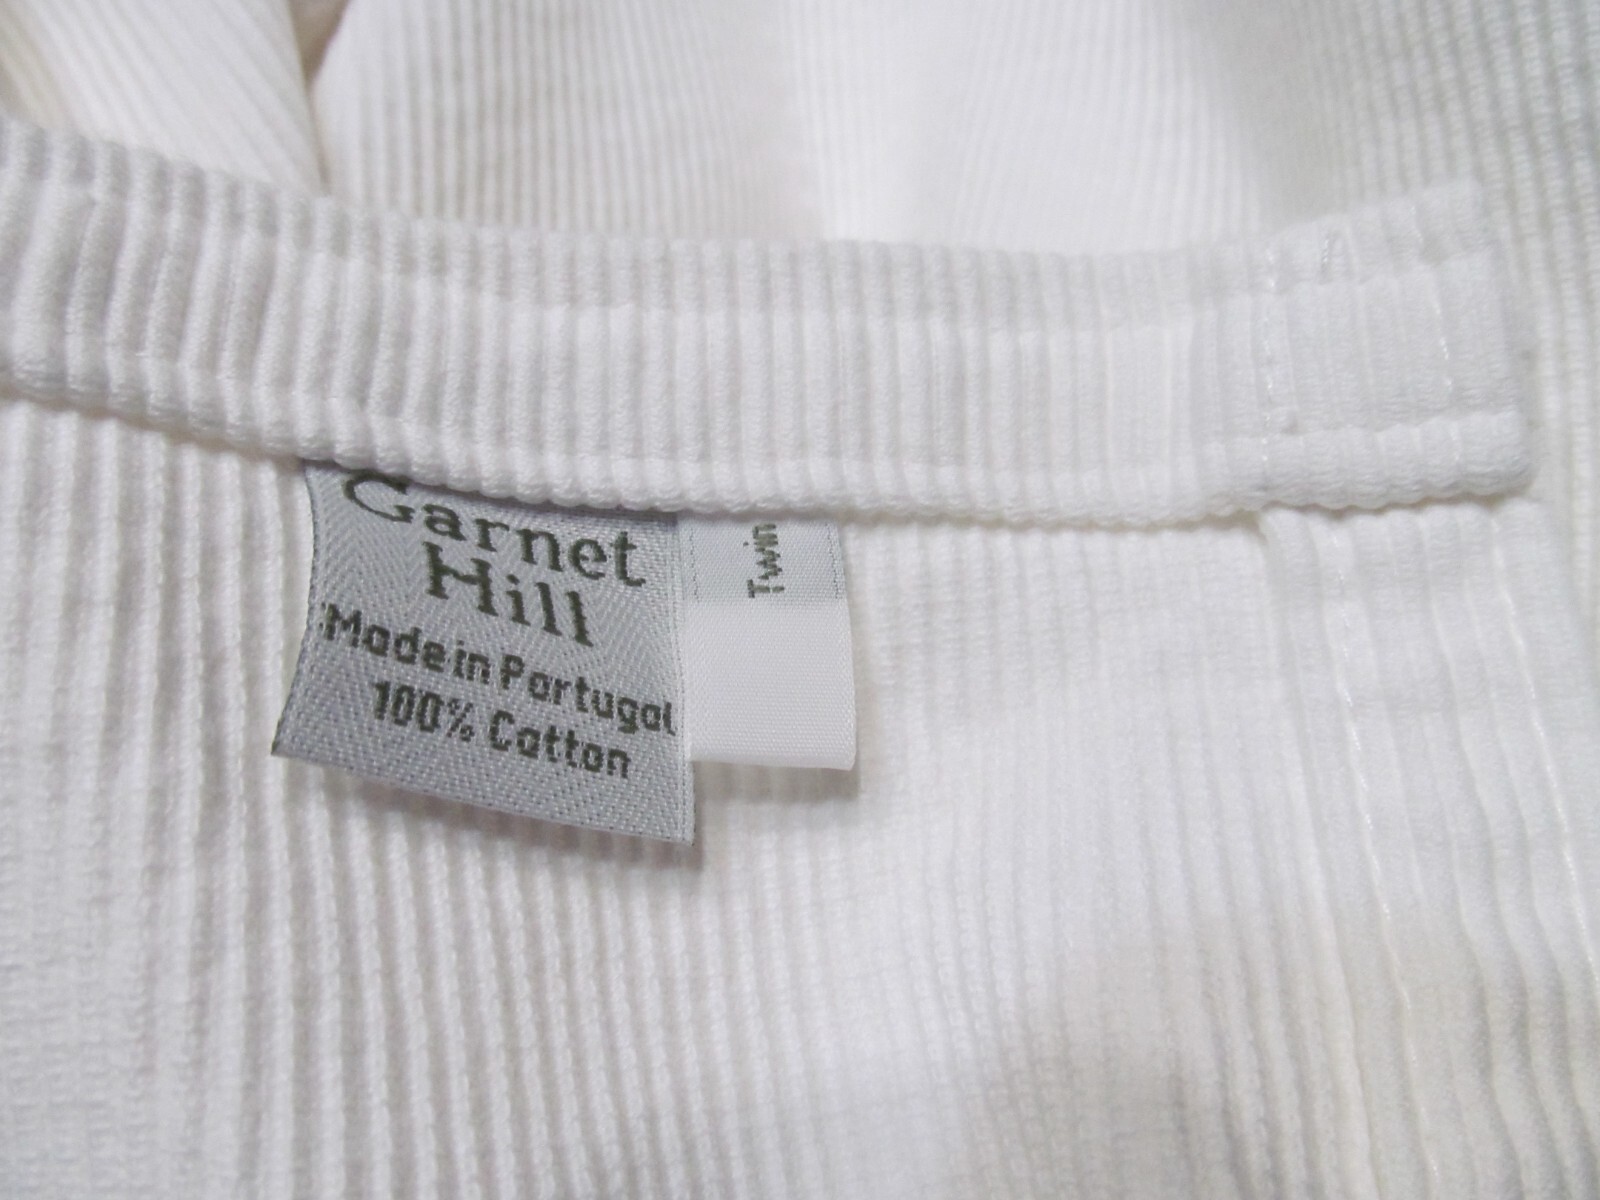 Garnet
Hill
Made in Portugal
100% Cotton
Twin